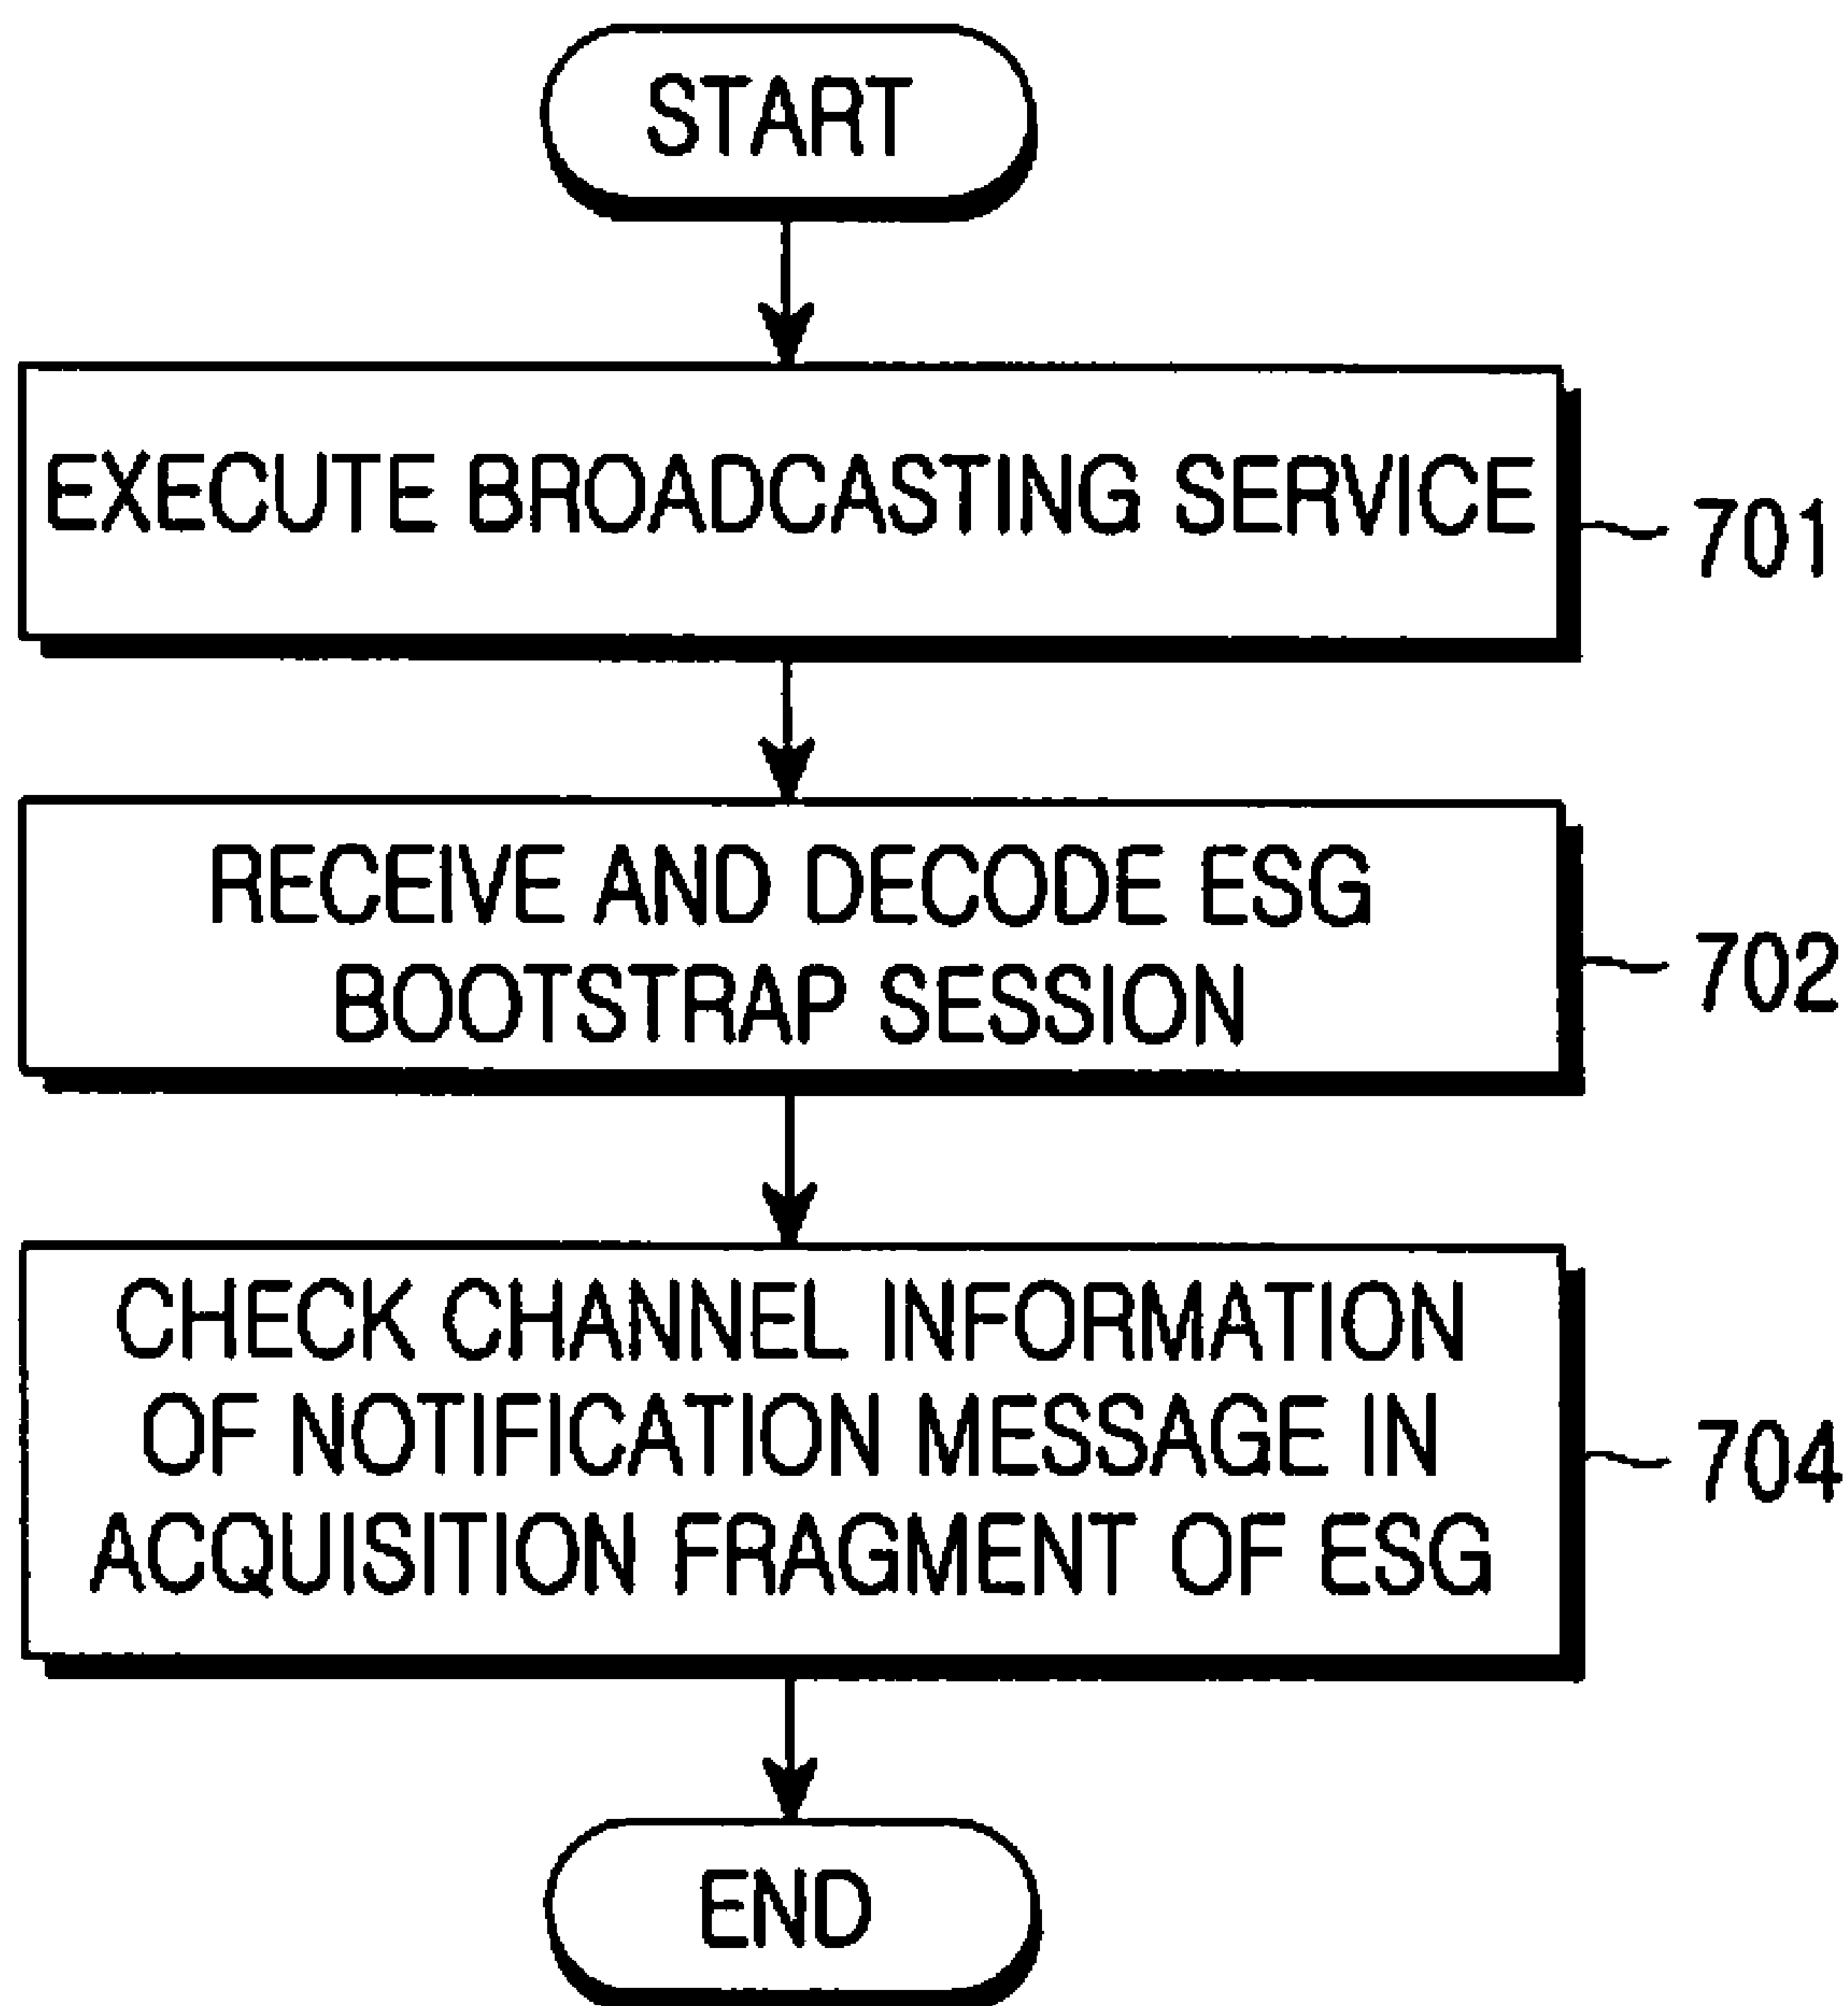 START
EXECUTE BROADCASTING SERVICE
701
RECEIVE AND DECODE ESG
BOOTSTRAP SESSION
702
CHECK CHANNEL INFORMATION
OF NOTIFICATION MESSAGE IN
ACQUISITION FRAGMENT OF ESG
704
END